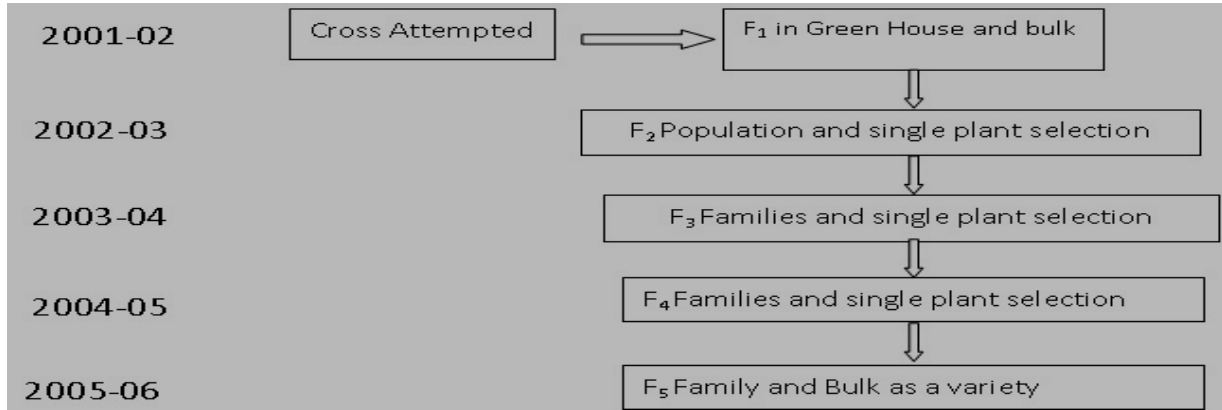 2001-02 Cross Attempted F₁ in Green House and bulk
2002-03 F₂ Population and single plant selection
2003-04 F₃ Families and single plant selection
2004-05 F₄ Families and single plant selection
2005-06 F₅ Family and Bulk as a variety